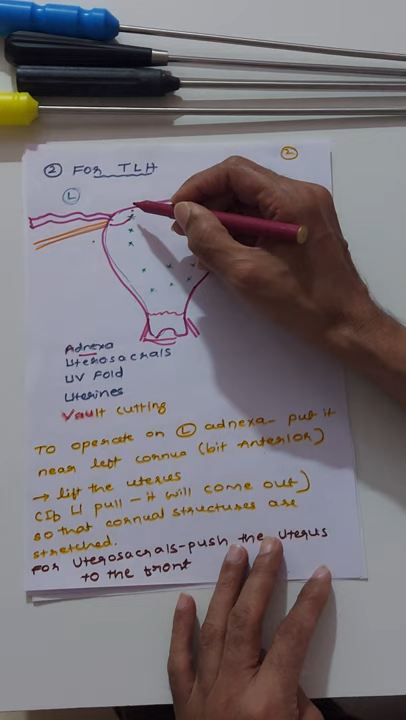 2
② For TLH
L
Adnexa
Uterosacrals
UV Fold
Uterines
Vault cutting
To operate on Ⓛ adnexa- put it
near left cornua (bit Anterior)
→ lift the uterus
(Ib U pull - it will come out)
so that cornual structures are
stretched.
For Uterosacrals-push the uterus
to the front